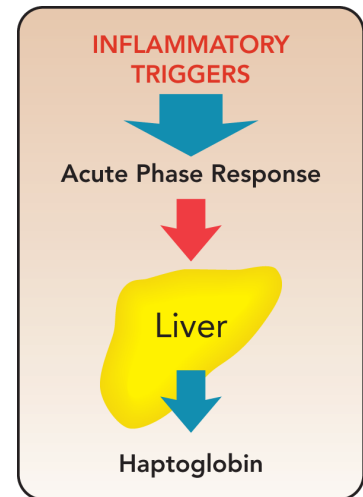 INFLAMMATORY
TRIGGERS
Acute Phase Response
Liver
Haptoglobin